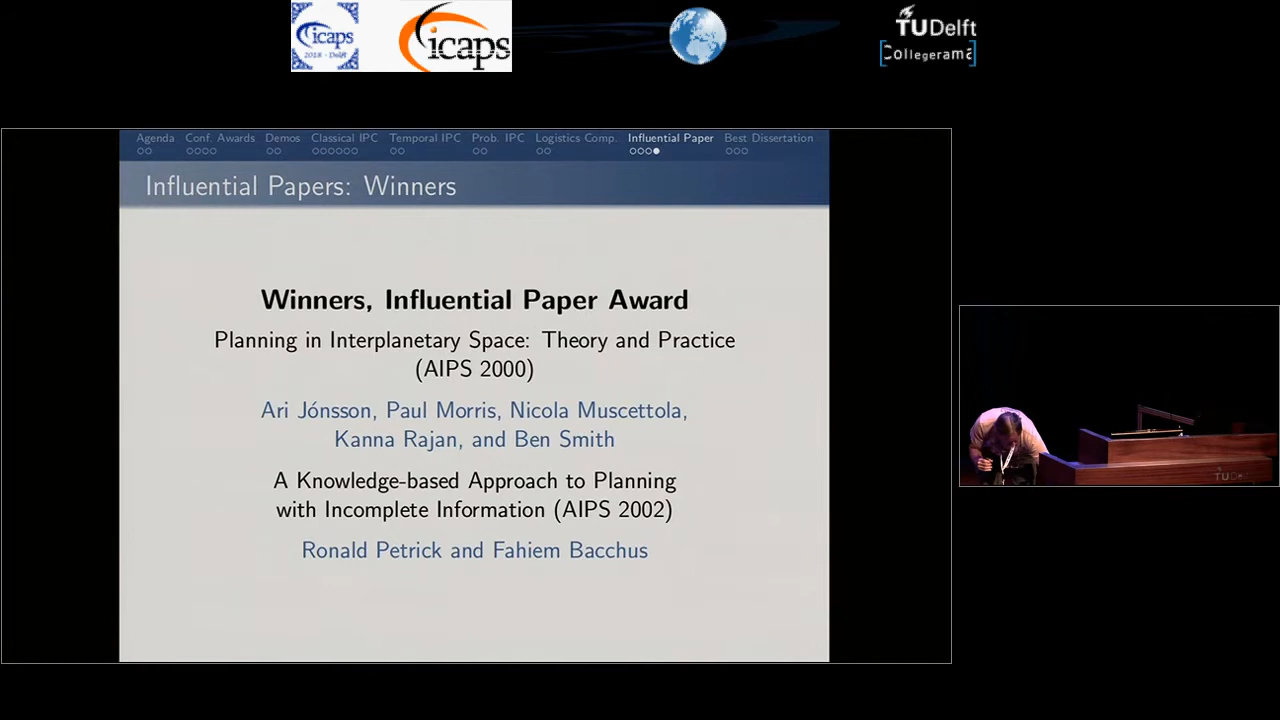 icaps
2018 - Delft
icaps
TUDelft
Collegerama
Agenda Conf. Awards Demos Classical IPC Temporal IPC Prob. IPC Logistics Comp. Influential Paper Best Dissertation
Influential Papers: Winners
Winners, Influential Paper Award
Planning in Interplanetary Space: Theory and Practice
(AIPS 2000)
Ari Jónsson, Paul Morris, Nicola Muscettola,
Kanna Rajan, and Ben Smith
A Knowledge-based Approach to Planning
with Incomplete Information (AIPS 2002)
Ronald Petrick and Fahiem Bacchus
TU